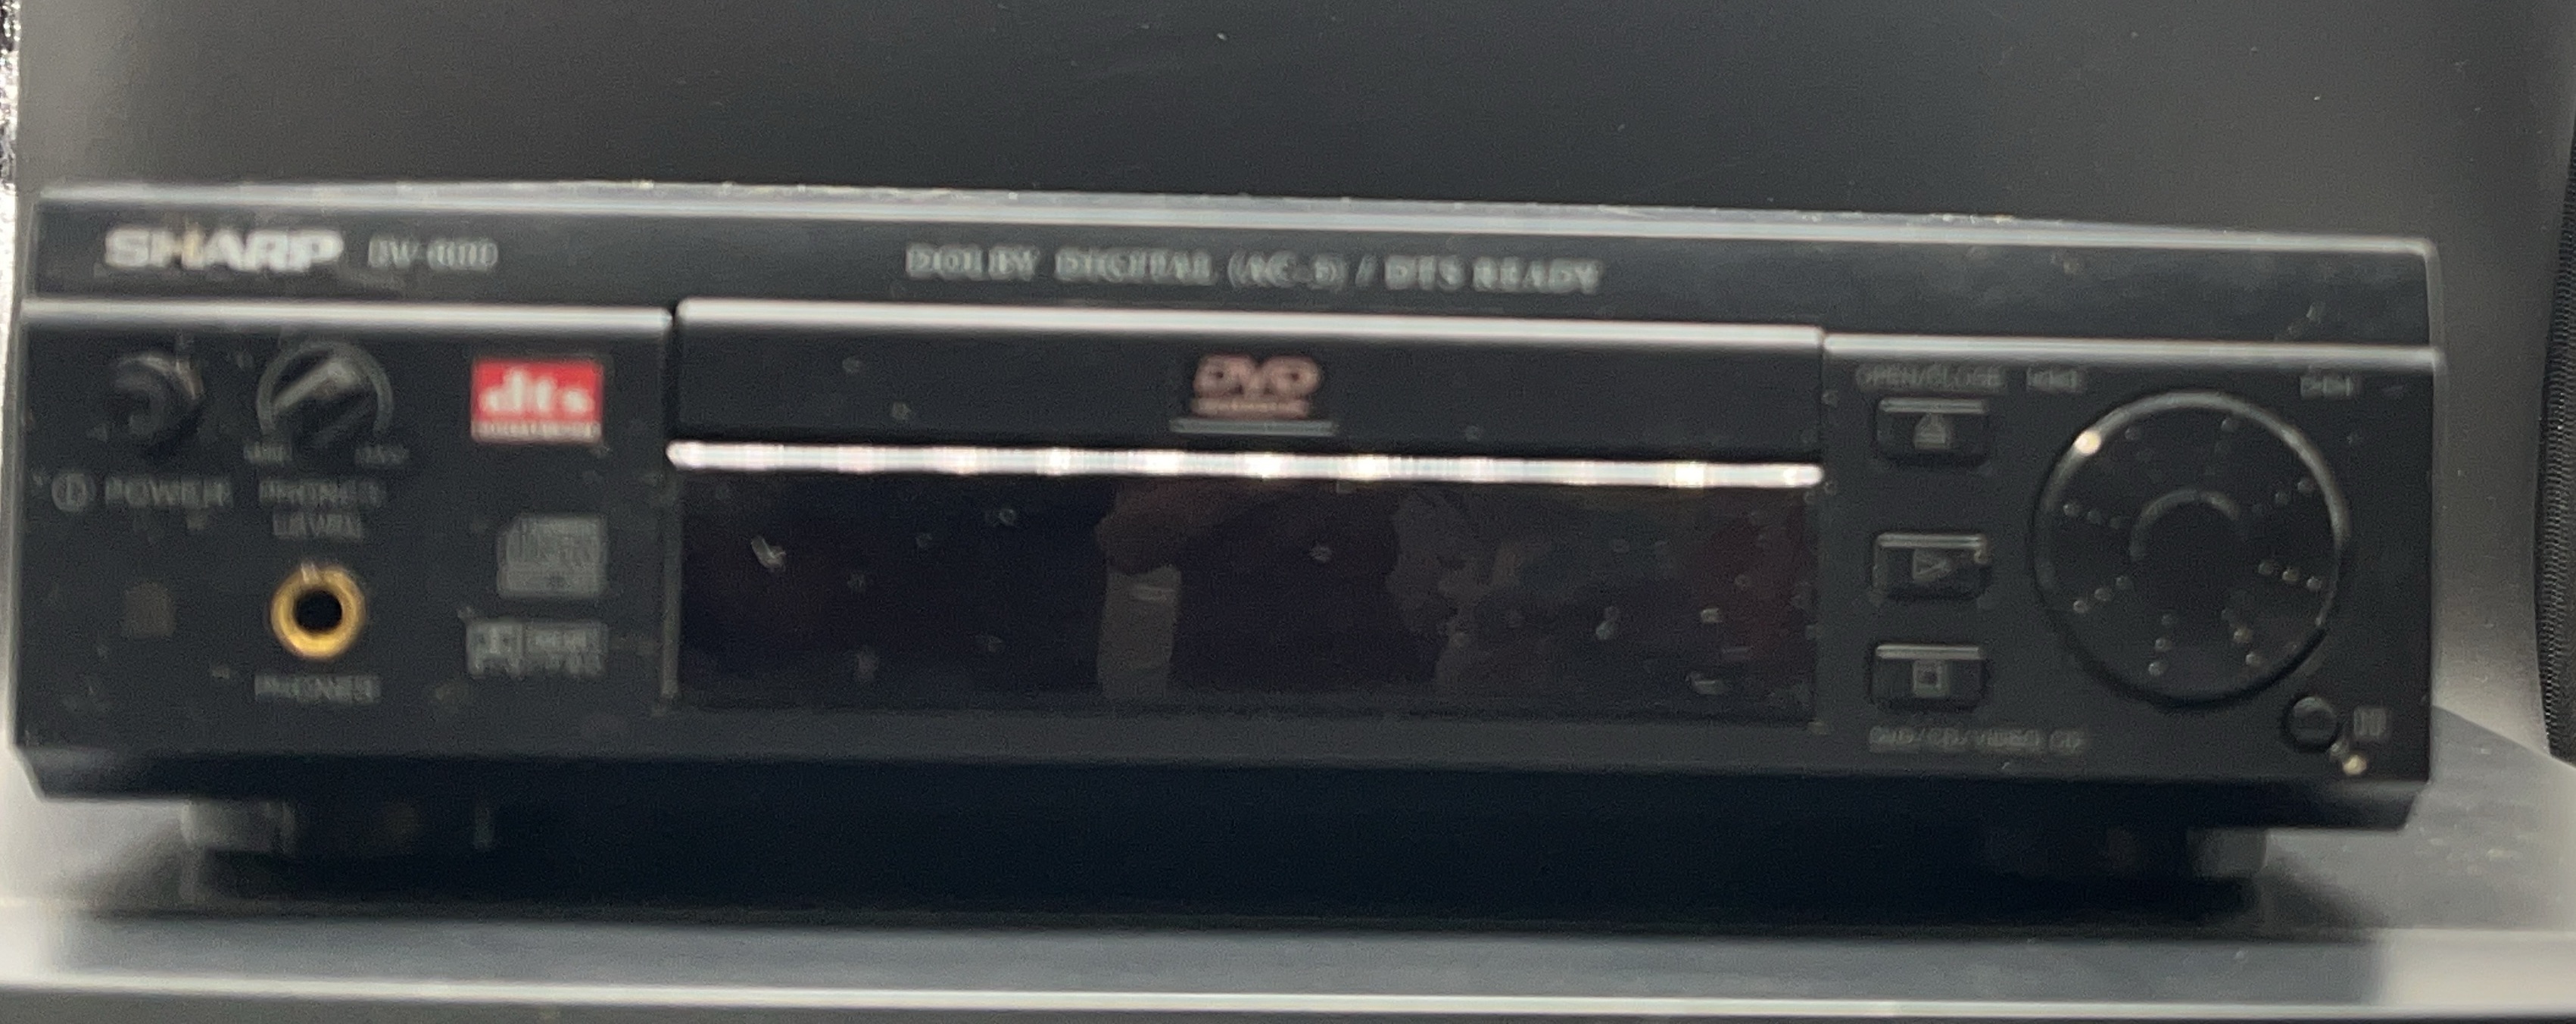 SHARP
DOLBY DIGITAL (AC-3) / DTS READY
dts
DVD
OPEN/CLOSE
POWER
PHONES
LEVEL
PHONES
DVD/CD/VIDEO CD